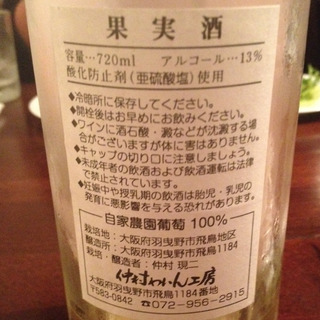 果実酒
容量…720ml アルコール…13%
酸化防止剤(亜硫酸塩)使用
◆冷暗所に保存してください。
◆開栓後はお早めにお飲みください。
◆ワインに酒石酸・澱などが沈澱する場
合がございますが体に害はありません。
◆キャップの切り口に注意しましょう。
◆未成年者の飲酒および飲酒運転は法律
で禁止されています。
◆妊娠中や授乳期の飲酒は胎児・乳児の
発育に悪影響を与える恐れがあります。
自家農園葡萄 100%
栽培地:大阪府羽曳野市飛鳥地区
醸造所:大阪府羽曳野市飛鳥1184
栽培・醸造者:仲村 現二
仲村わいん工房
大阪府羽曳野市飛鳥1184番地
〒583-0842 ☎072-956-2915